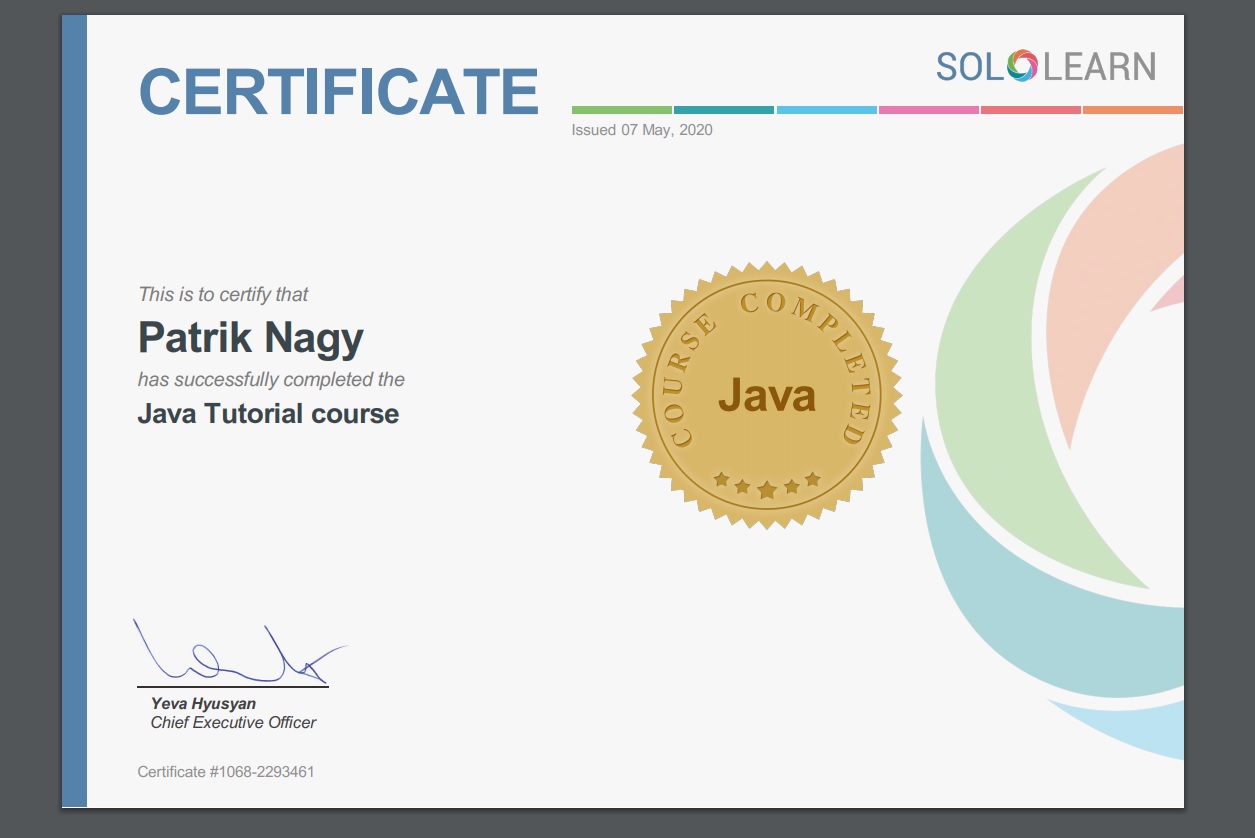 CERTIFICATE
SOLOLEARN
Issued 07 May, 2020
This is to certify that
Patrik Nagy
has successfully completed the
Java Tutorial course
COURSE COMPLETED
Java
Yeva Hyusyan
Chief Executive Officer
Certificate #1068-2293461